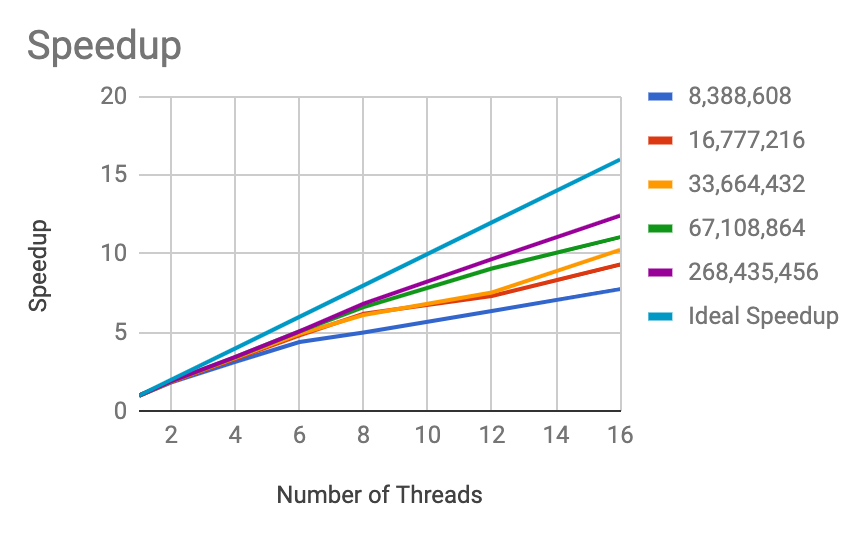 Speedup
20
15
10
5
0
Speedup
2 4 6 8 10 12 14 16
Number of Threads
8,388,608
16,777,216
33,664,432
67,108,864
268,435,456
Ideal Speedup